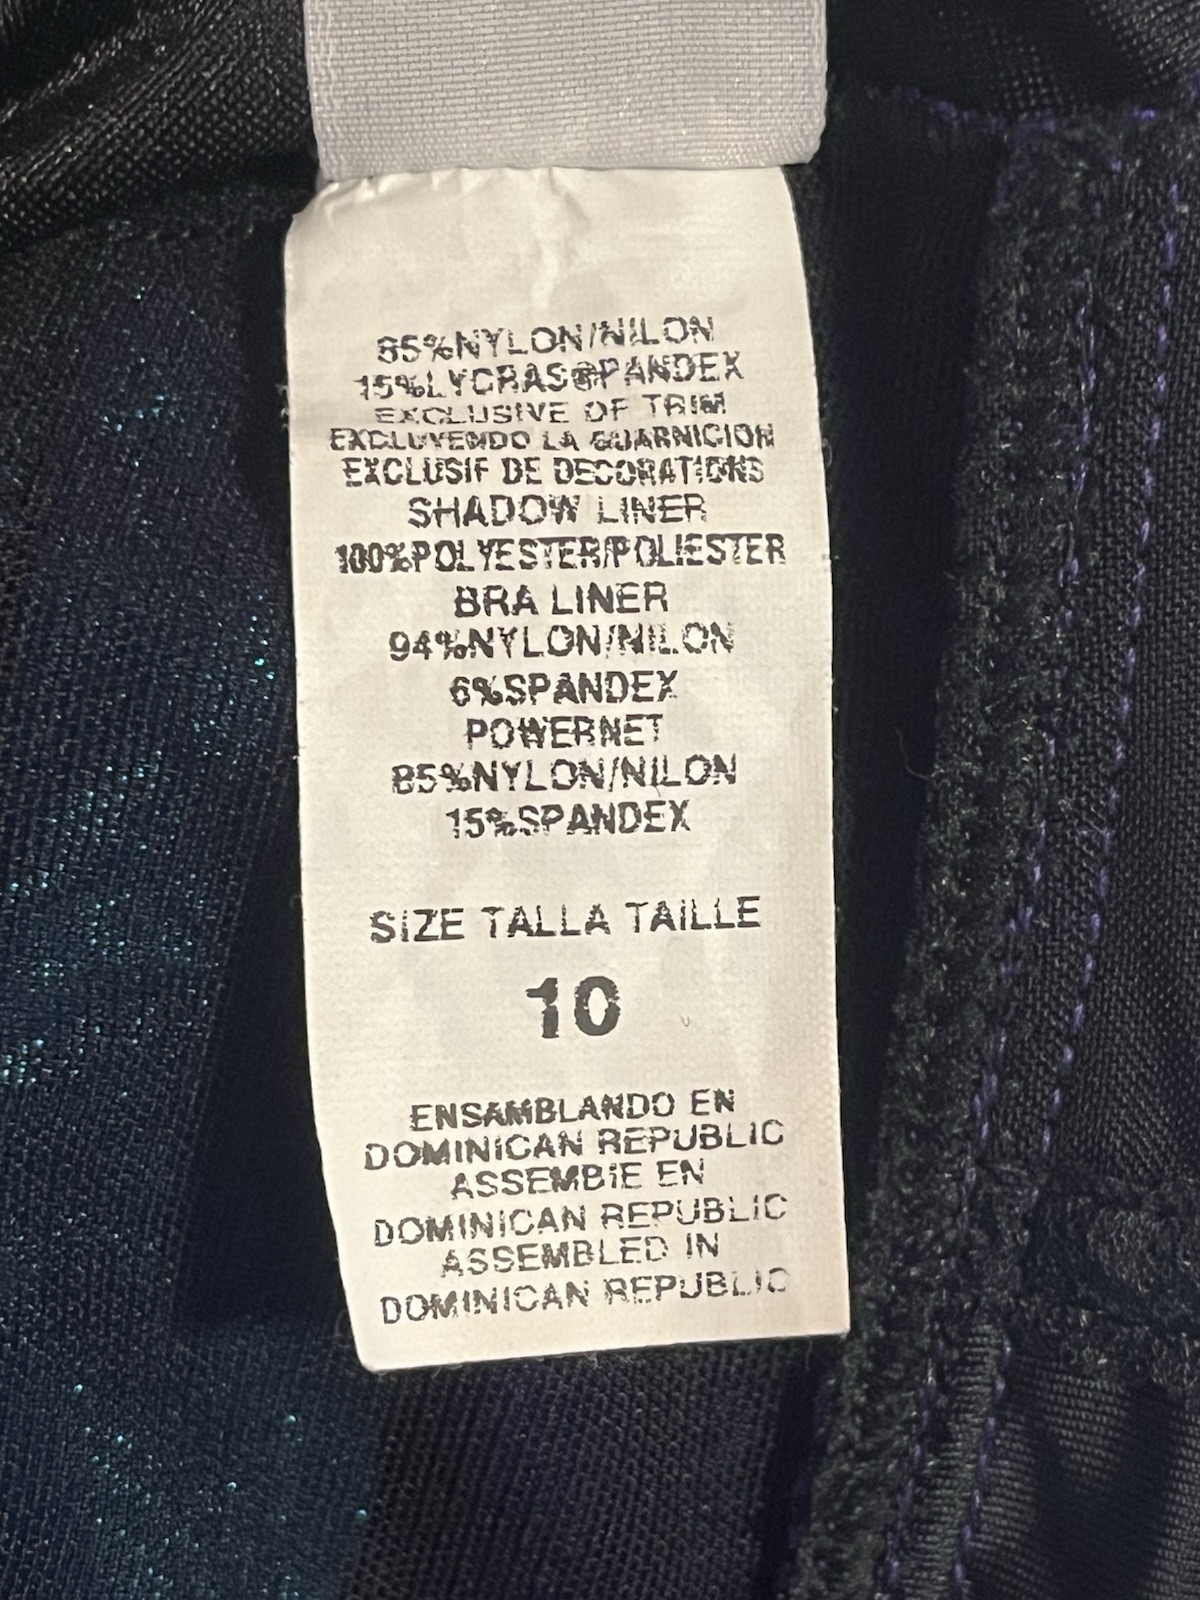 85%NYLON/NILON
15%LYCRAS®SPANDEX
EXCLUSIVE OF TRIM
EXCLUYENDO LA GUARNICION
EXCLUSIF DE DECORATIONS
SHADOW LINER
100%POLYESTER/POLIESTER
BRA LINER
94%NYLON/NILON
6%SPANDEX
POWERNET
85%NYLON/NILON
15%SPANDEX
SIZE TALLA TAILLE
10
ENSAMBLANDO EN
DOMINICAN REPUBLIC
ASSEMBIE EN
DOMINICAN REPUBLIC
ASSEMBLED IN
DOMINICAN REPUBLIC